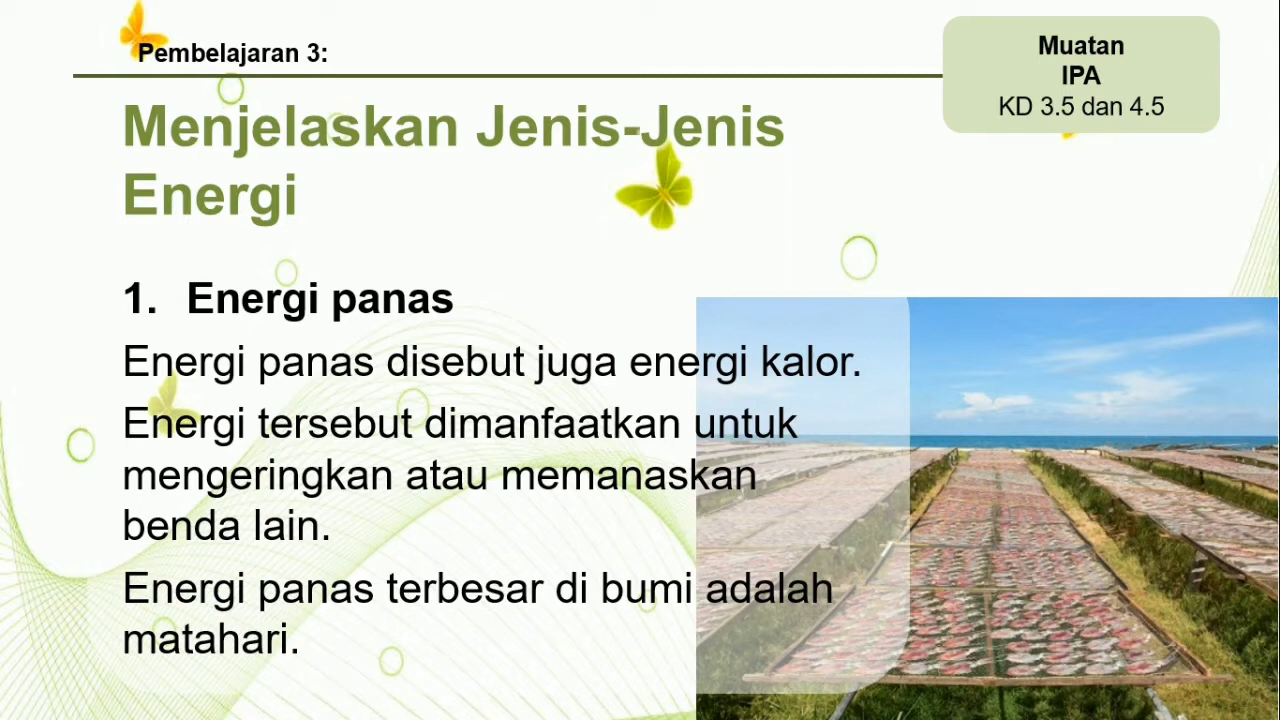 Pembelajaran 3:
Muatan
IPA
KD 3.5 dan 4.5
Menjelaskan Jenis-Jenis
Energi
1. Energi panas
Energi panas disebut juga energi kalor.
Energi tersebut dimanfaatkan untuk
mengeringkan atau memanaskan
benda lain.
Energi panas terbesar di bumi adalah
matahari.